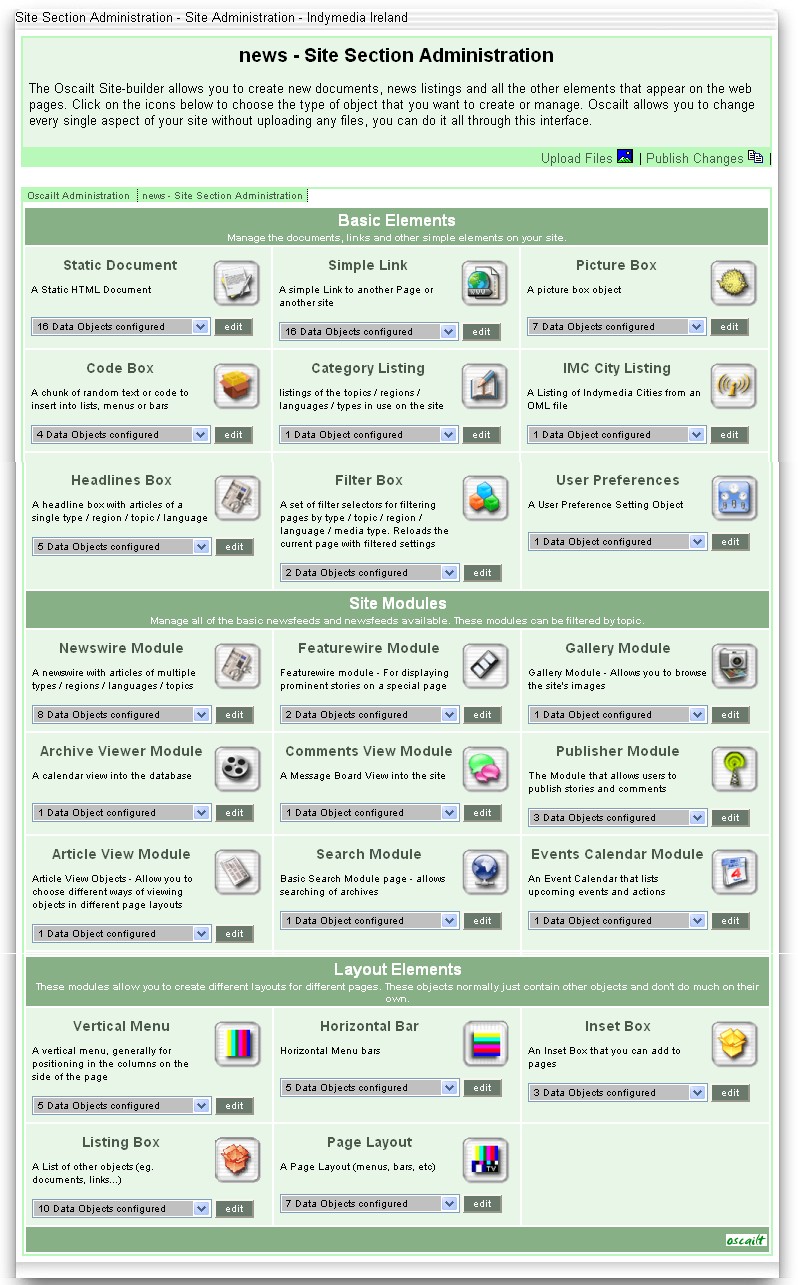 Site Section Administration - Site Administration - Indymedia Ireland
news - Site Section Administration
The Oscailt Site-builder allows you to create new documents, news listings and all the other elements that appear on the web
pages. Click on the icons below to choose the type of object that you want to create or manage. Oscailt allows you to change
every single aspect of your site without uploading any files, you can do it all through this interface.
Upload Files | Publish Changes |
Oscailt Administration news - Site Section Administration
Basic Elements
Manage the documents, links and other simple elements on your site.
Static Document
A Static HTML Document
16 Data Objects configured edit
Simple Link
A simple Link to another Page or
another site
16 Data Objects configured edit
Picture Box
A picture box object
7 Data Objects configured edit
Code Box
A chunk of random text or code to
insert into lists, menus or bars
4 Data Objects configured edit
Category Listing
listings of the topics / regions /
languages / types in use on the site
1 Data Object configured edit
IMC City Listing
A Listing of Indymedia Cities from an
OML file
1 Data Object configured edit
Headlines Box
A headline box with articles of a
single type / region / topic / language
5 Data Objects configured edit
Filter Box
A set of filter selectors for filtering
pages by type / topic / region /
language / media type. Reloads the
current page with filtered settings
2 Data Objects configured edit
User Preferences
A User Preference Setting Object
1 Data Object configured edit
Site Modules
Manage all of the basic newsfeeds and newsfeeds available. These modules can be filtered by topic.
Newswire Module
A newswire with articles of multiple
types / regions / languages / topics
8 Data Objects configured edit
Featurewire Module
Featurewire module - For displaying
prominent stories on a special page
2 Data Objects configured edit
Gallery Module
Gallery Module - Allows you to browse
the site's images
1 Data Object configured edit
Archive Viewer Module
A calendar view into the database
1 Data Object configured edit
Comments View Module
A Message Board View into the site
1 Data Object configured edit
Publisher Module
The Module that allows users to
publish stories and comments
3 Data Objects configured edit
Article View Module
Article View Objects - Allow you to
choose different ways of viewing
objects in different page layouts
1 Data Object configured edit
Search Module
Basic Search Module page - allows
searching of archives
1 Data Object configured edit
Events Calendar Module
An Event Calendar that lists
upcoming events and actions
1 Data Object configured edit
4
Layout Elements
These modules allow you to create different layouts for different pages. These objects normally just contain other objects and don't do much on their
own.
Vertical Menu
A vertical menu, generally for
positioning in the columns on the
side of the page
5 Data Objects configured edit
Horizontal Bar
Horizontal Menu bars
5 Data Objects configured edit
Inset Box
An Inset Box that you can add to
pages
3 Data Objects configured edit
Listing Box
A List of other objects (eg.
documents, links...)
10 Data Objects configured edit
Page Layout
A Page Layout (menus, bars, etc)
TV
7 Data Objects configured edit
oscailt